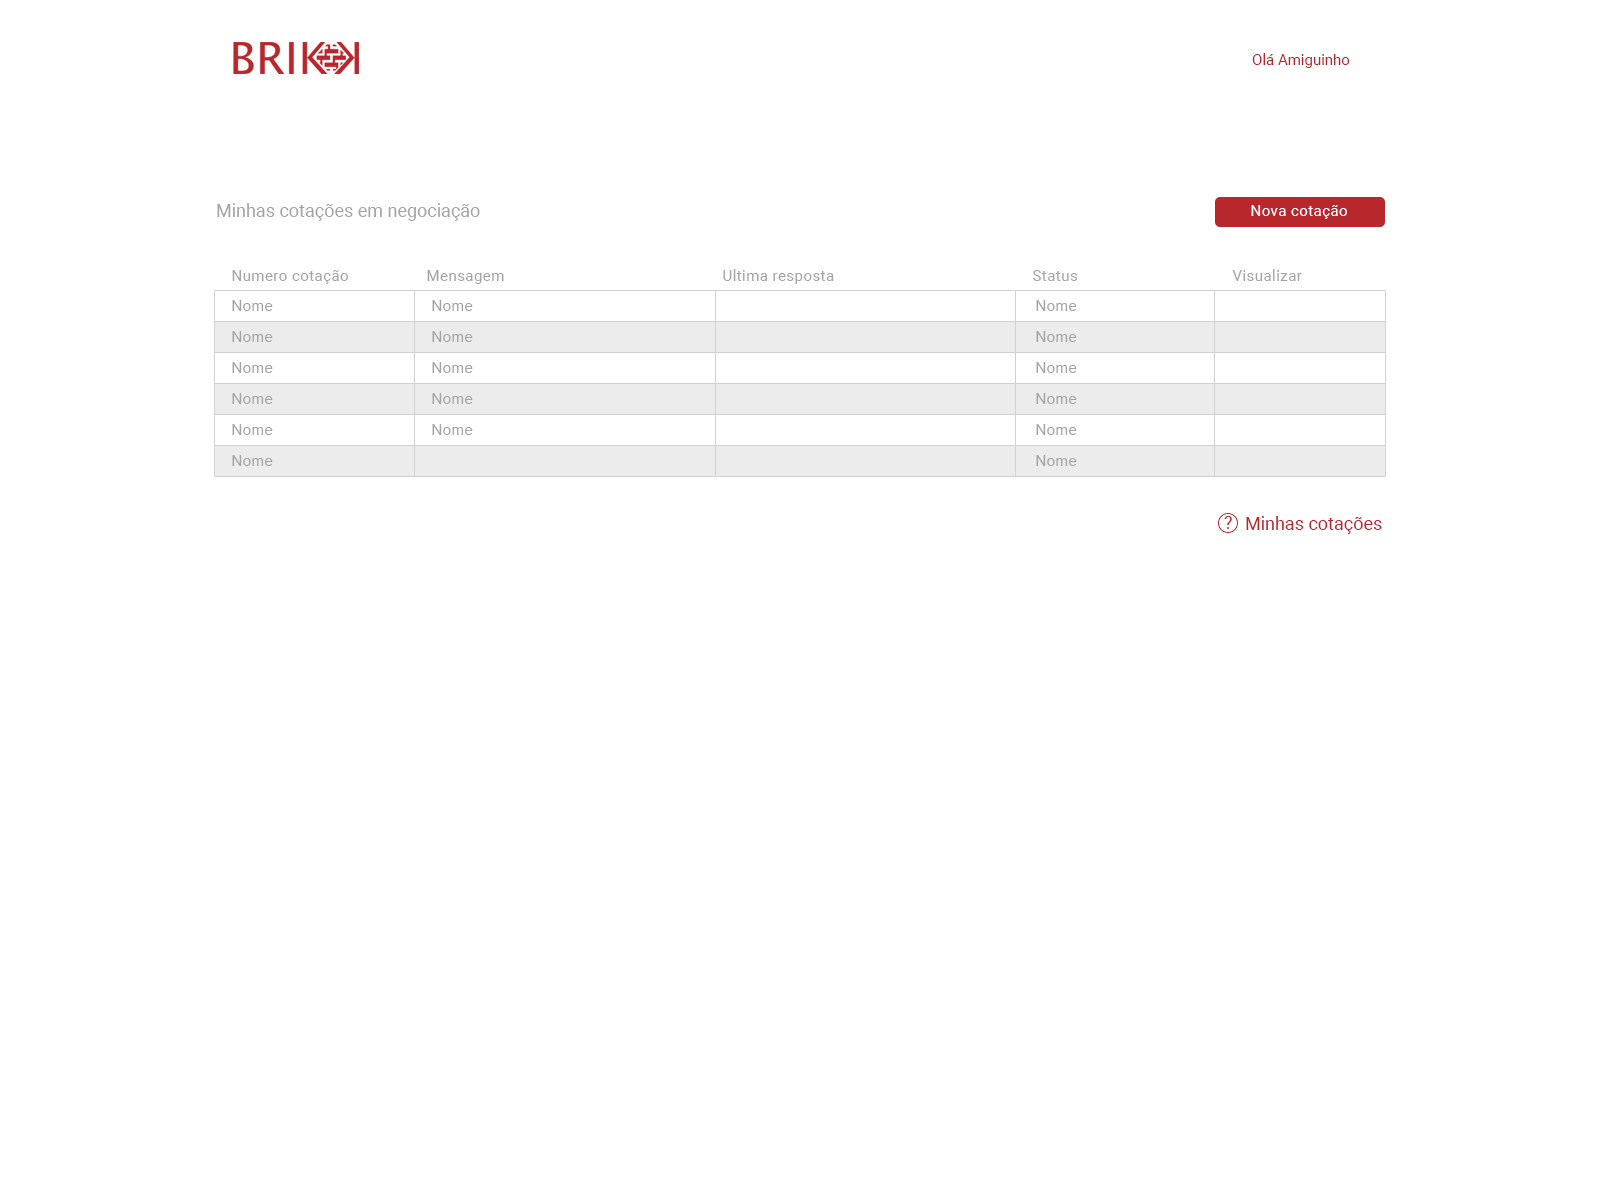 BRIKK
Olá Amiguinho
Minhas cotações em negociação
Nova cotação
Numero cotação Mensagem Ultima resposta Status Visualizar
Nome Nome Nome
Nome Nome Nome
Nome Nome Nome
Nome Nome Nome
Nome Nome Nome
Nome Nome
? Minhas cotações